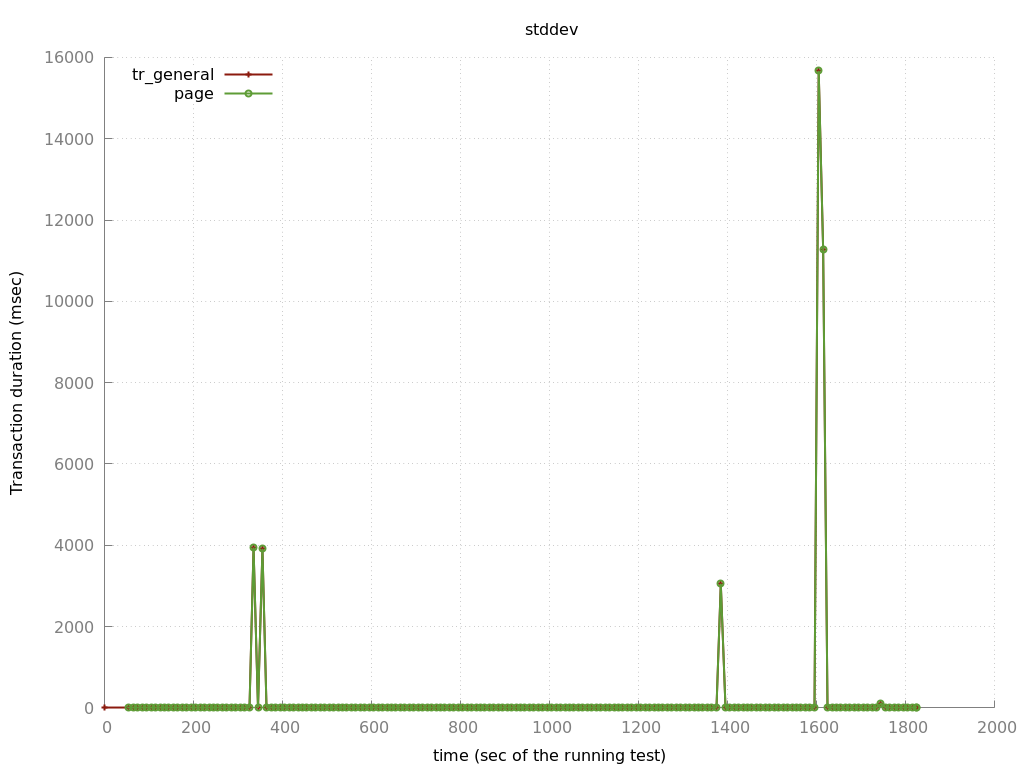 stddev
tr_general
page
16000
14000
12000
10000
8000
6000
4000
2000
0
Transaction duration (msec)
0 200 400 600 800 1000 1200 1400 1600 1800 2000
time (sec of the running test)